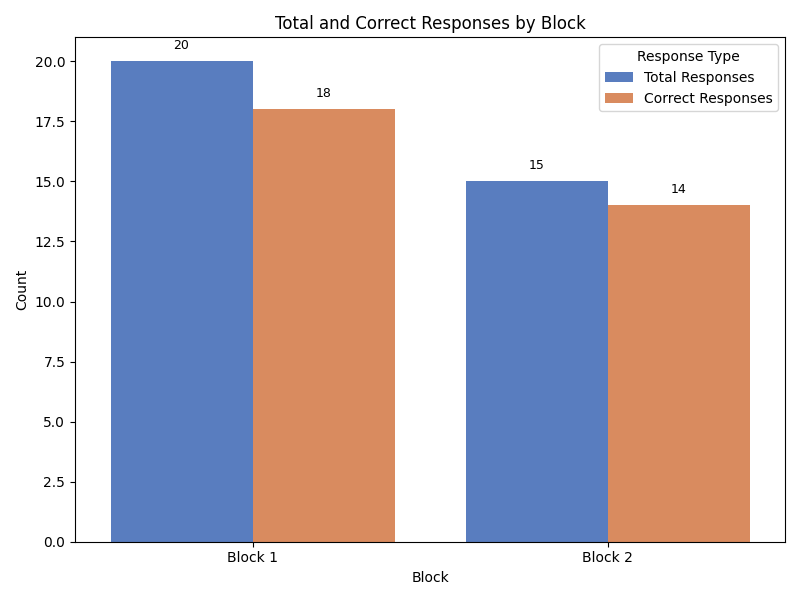 Total and Correct Responses by Block
Response Type
Total Responses
Correct Responses
20
18
15
14
20.0
17.5
15.0
12.5
10.0
7.5
5.0
2.5
0.0
Count
Block 1
Block 2
Block